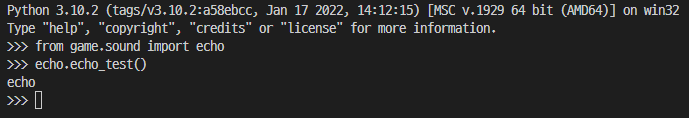 Python 3.10.2 (tags/v3.10.2:a58ebcc, Jan 17 2022, 14:12:15) [MSC v.1929 64 bit (AMD64)] on win32
Type "help", "copyright", "credits" or "license" for more information.
>>> from game.sound import echo
>>> echo.echo_test()
echo
>>>